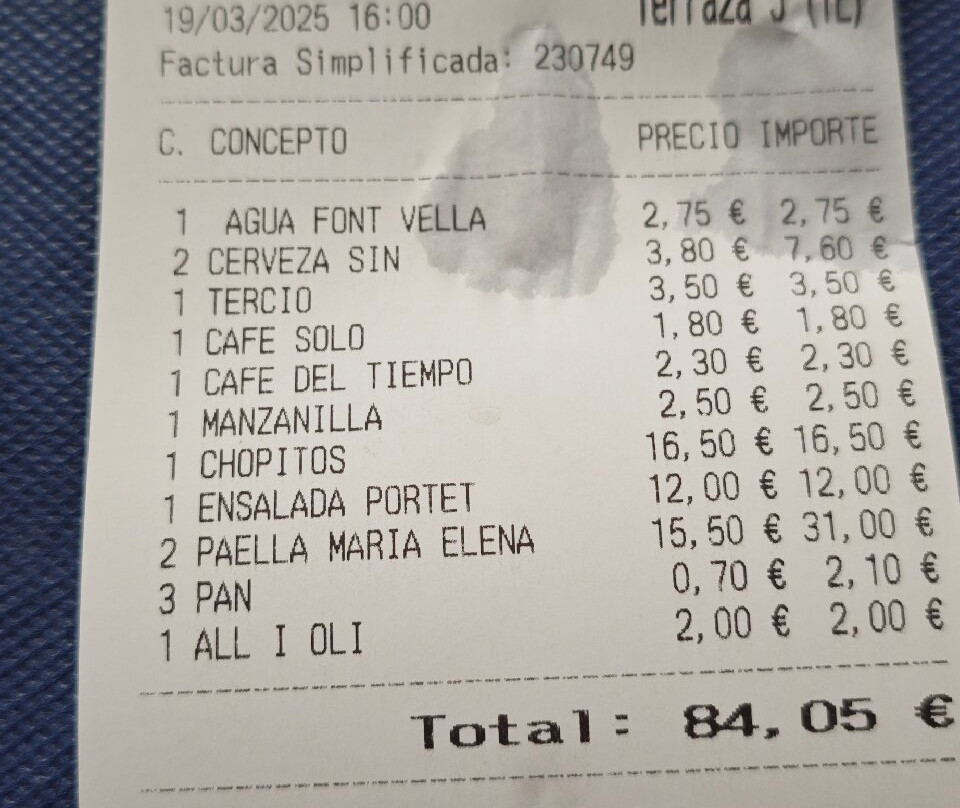 19/03/2025 16:00 Terraza 3 (TL)
Factura Simplificada: 230749
C. CONCEPTO PRECIO IMPORTE
1 AGUA FONT VELLA 2,75 € 2,75 €
2 CERVEZA SIN 3,80 € 7,60 €
1 TERCIO 3,50 € 3,50 €
1 CAFE SOLO 1,80 € 1,80 €
1 CAFE DEL TIEMPO 2,30 € 2,30 €
1 MANZANILLA 2,50 € 2,50 €
1 CHOPITOS 16,50 € 16,50 €
1 ENSALADA PORTET 12,00 € 12,00 €
2 PAELLA MARIA ELENA 15,50 € 31,00 €
3 PAN 0,70 € 2,10 €
1 ALL I OLI 2,00 € 2,00 €
Total: 84,05 €